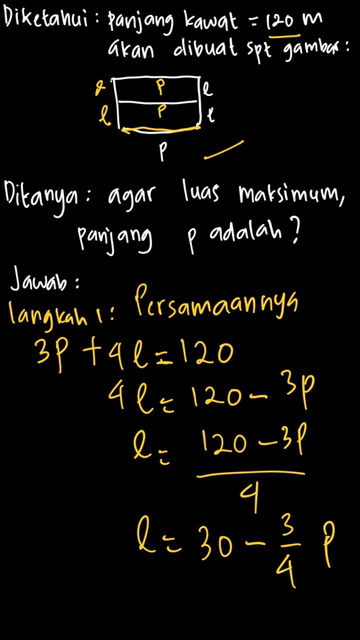 Diketahui: panjang kawat = 120 m
akan dibuat spt gambar:
l p l
l p l
p
Ditanya: agar luas maksimum,
panjang p adalah?
Jawab:
langkah 1: Persamaannya
3p + 4l = 120
4l = 120 - 3p
l = 120 - 3p / 4
l = 30 - 3/4 p